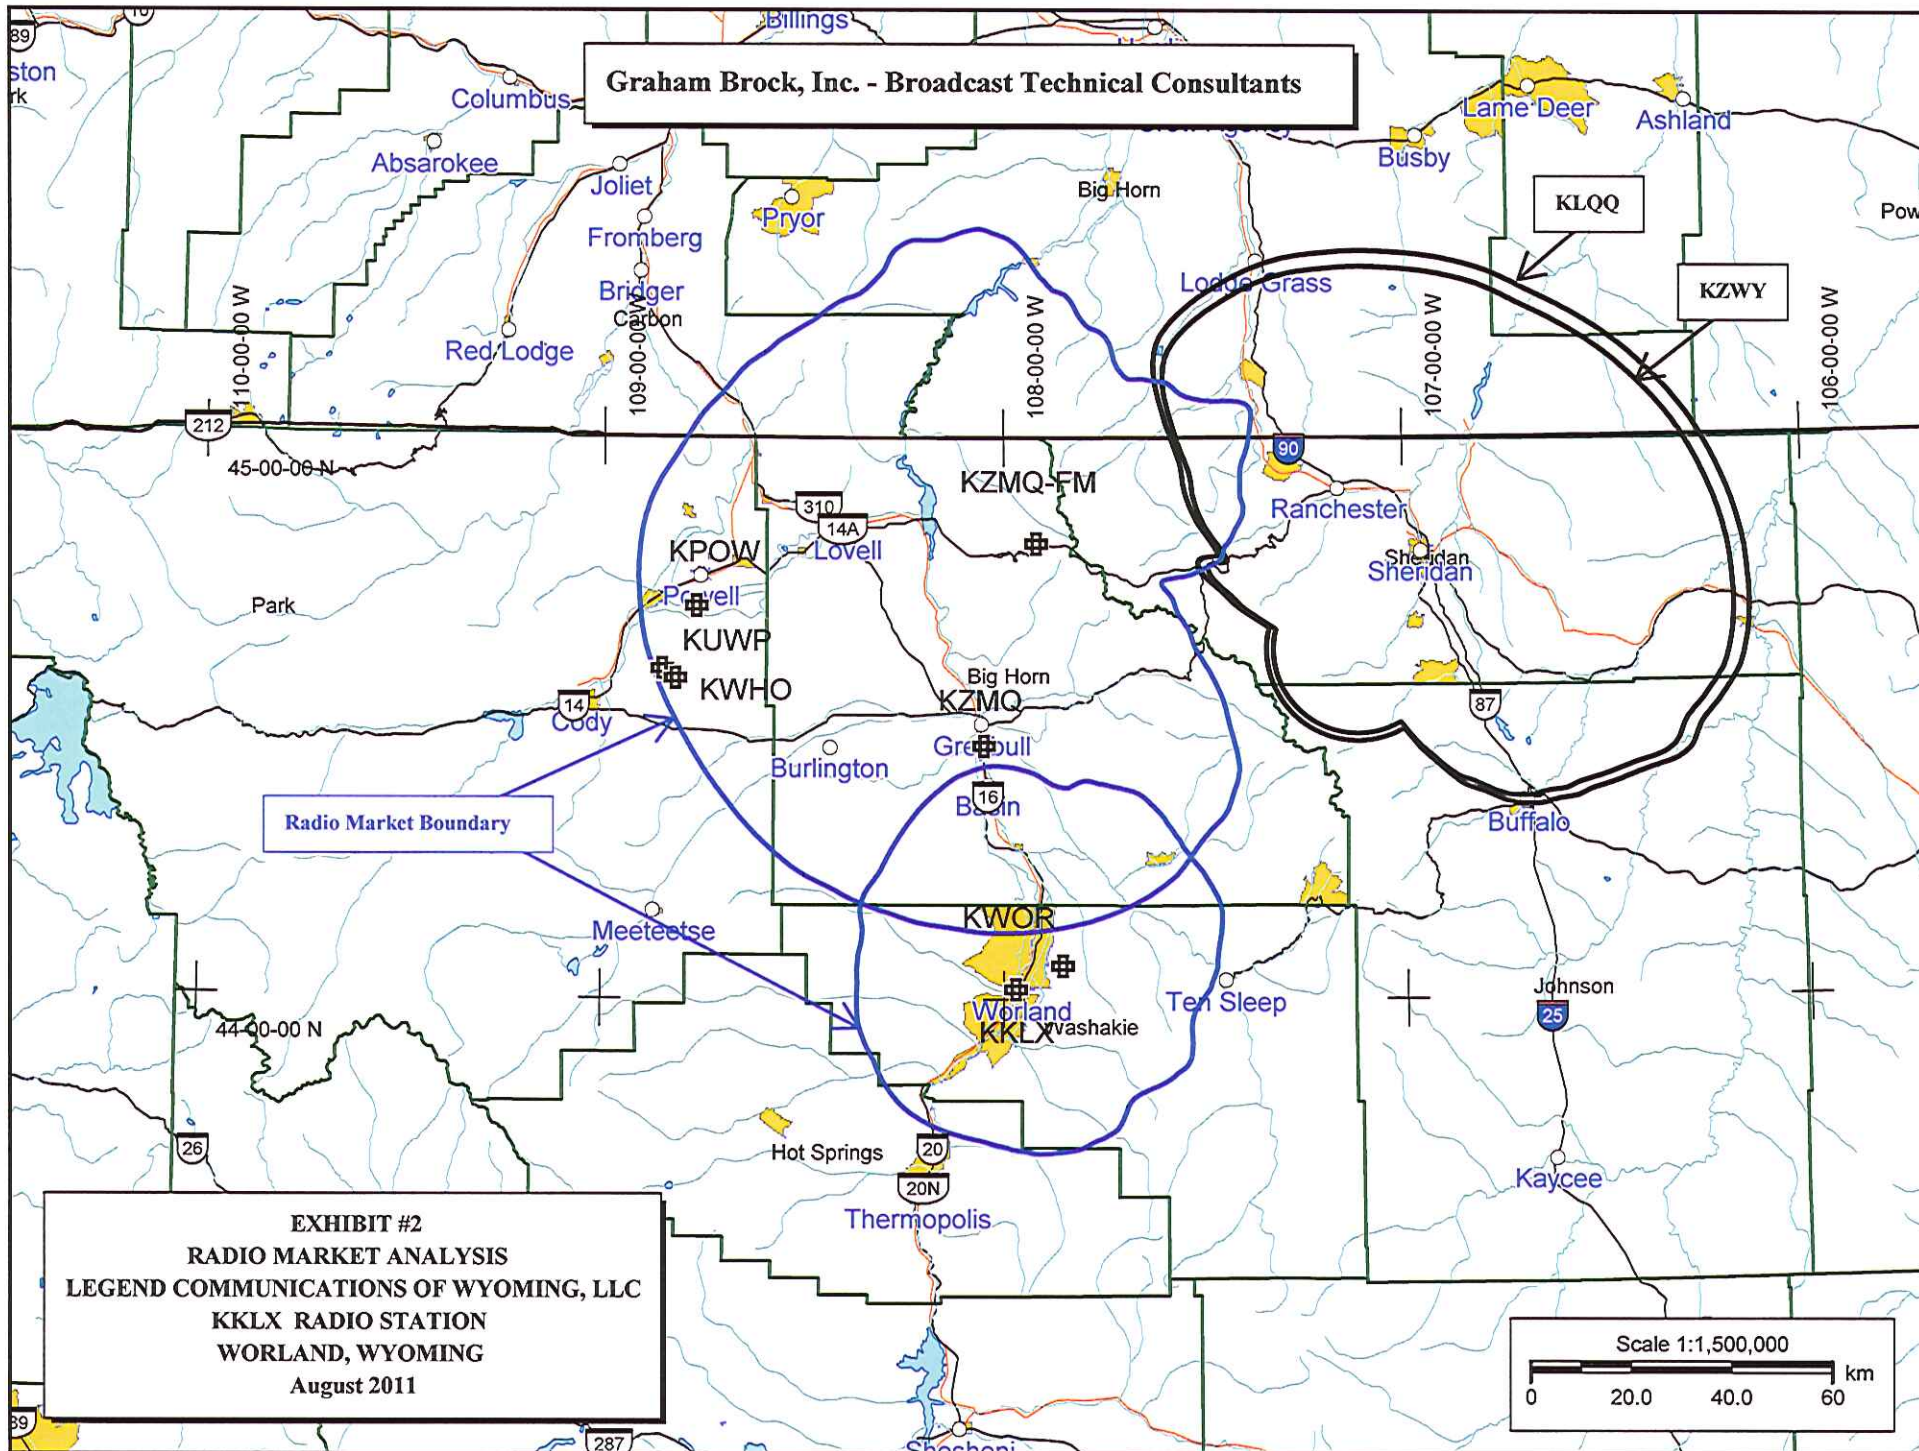 Billings
89
Columbus
Graham Brock, Inc. - Broadcast Technical Consultants
Lame Deer
Ashland
Absarokee
Joliet
Busby
Pryor
Big Horn
KLQQ
Fromberg
Lodge Grass
KZWY
Bridger
Carbon
Red Lodge
110-00-00 W
109-00-00 W
108-00-00 W
107-00-00 W
106-00-00 W
212
45-00-00 N
90
KZMQ-FM
310
14A
Ranchester
Lovell
KPOW
Sheridan
Sheridan
Park
Powell
KUWP
KWHO
Big Horn
KZMQ
14
Cody
87
Greybull
Burlington
16
Basin
Radio Market Boundary
Buffalo
KWOR
Meeteetse
Ten Sleep
Johnson
Worland
44-00-00 N
KKLX
Washakie
25
26
Hot Springs
20
20N
Kaycee
Thermopolis
EXHIBIT #2
RADIO MARKET ANALYSIS
LEGEND COMMUNICATIONS OF WYOMING, LLC
KKLX RADIO STATION
WORLAND, WYOMING
August 2011
Scale 1:1,500,000
km
0 20.0 40.0 60
287
Shoshoni